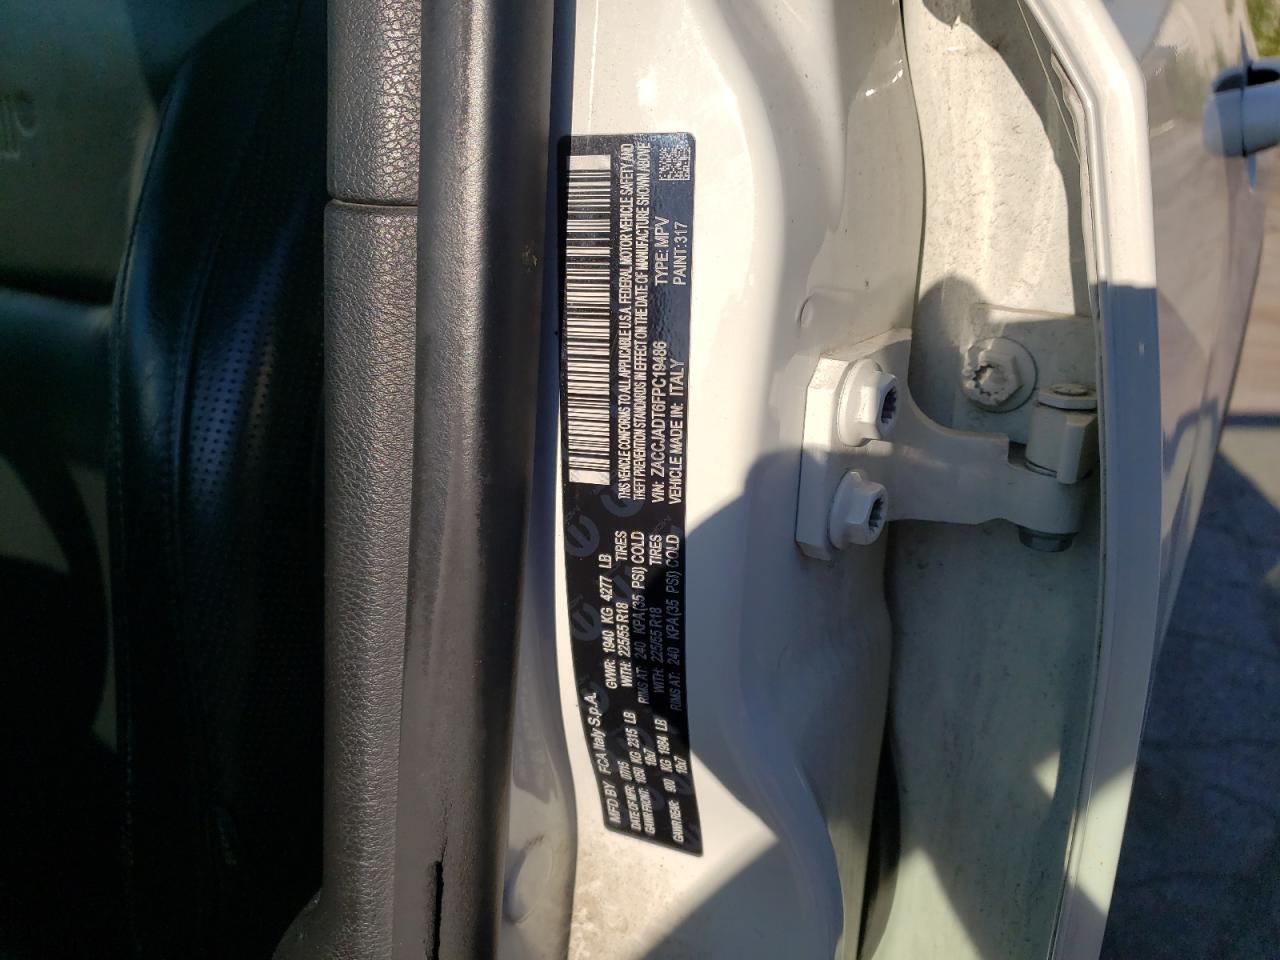 MFD BY FCA Italy S.p.A.
DATE OF MFR: 07/15 GVWR: 1940 KG 4277 LB
GAWR FRONT: 1050 KG 2315 LB WITH: 225/55 R18 TIRES
18x7 RIMS AT: 240 KPA(35 PSI) COLD
GAWR REAR: 900 KG 1984 LB WITH: 225/55 R18 TIRES
18x7 RIMS AT: 240 KPA(35 PSI) COLD
THIS VEHICLE CONFORMS TO ALL APPLICABLE U.S.A. FEDERAL MOTOR VEHICLE SAFETY AND
THEFT PREVENTION STANDARDS IN EFFECT ON THE DATE OF MANUFACTURE SHOWN ABOVE
VIN: ZACCJADT6FPC19486 TYPE: MPV
VEHICLE MADE IN: ITALY PAINT:317